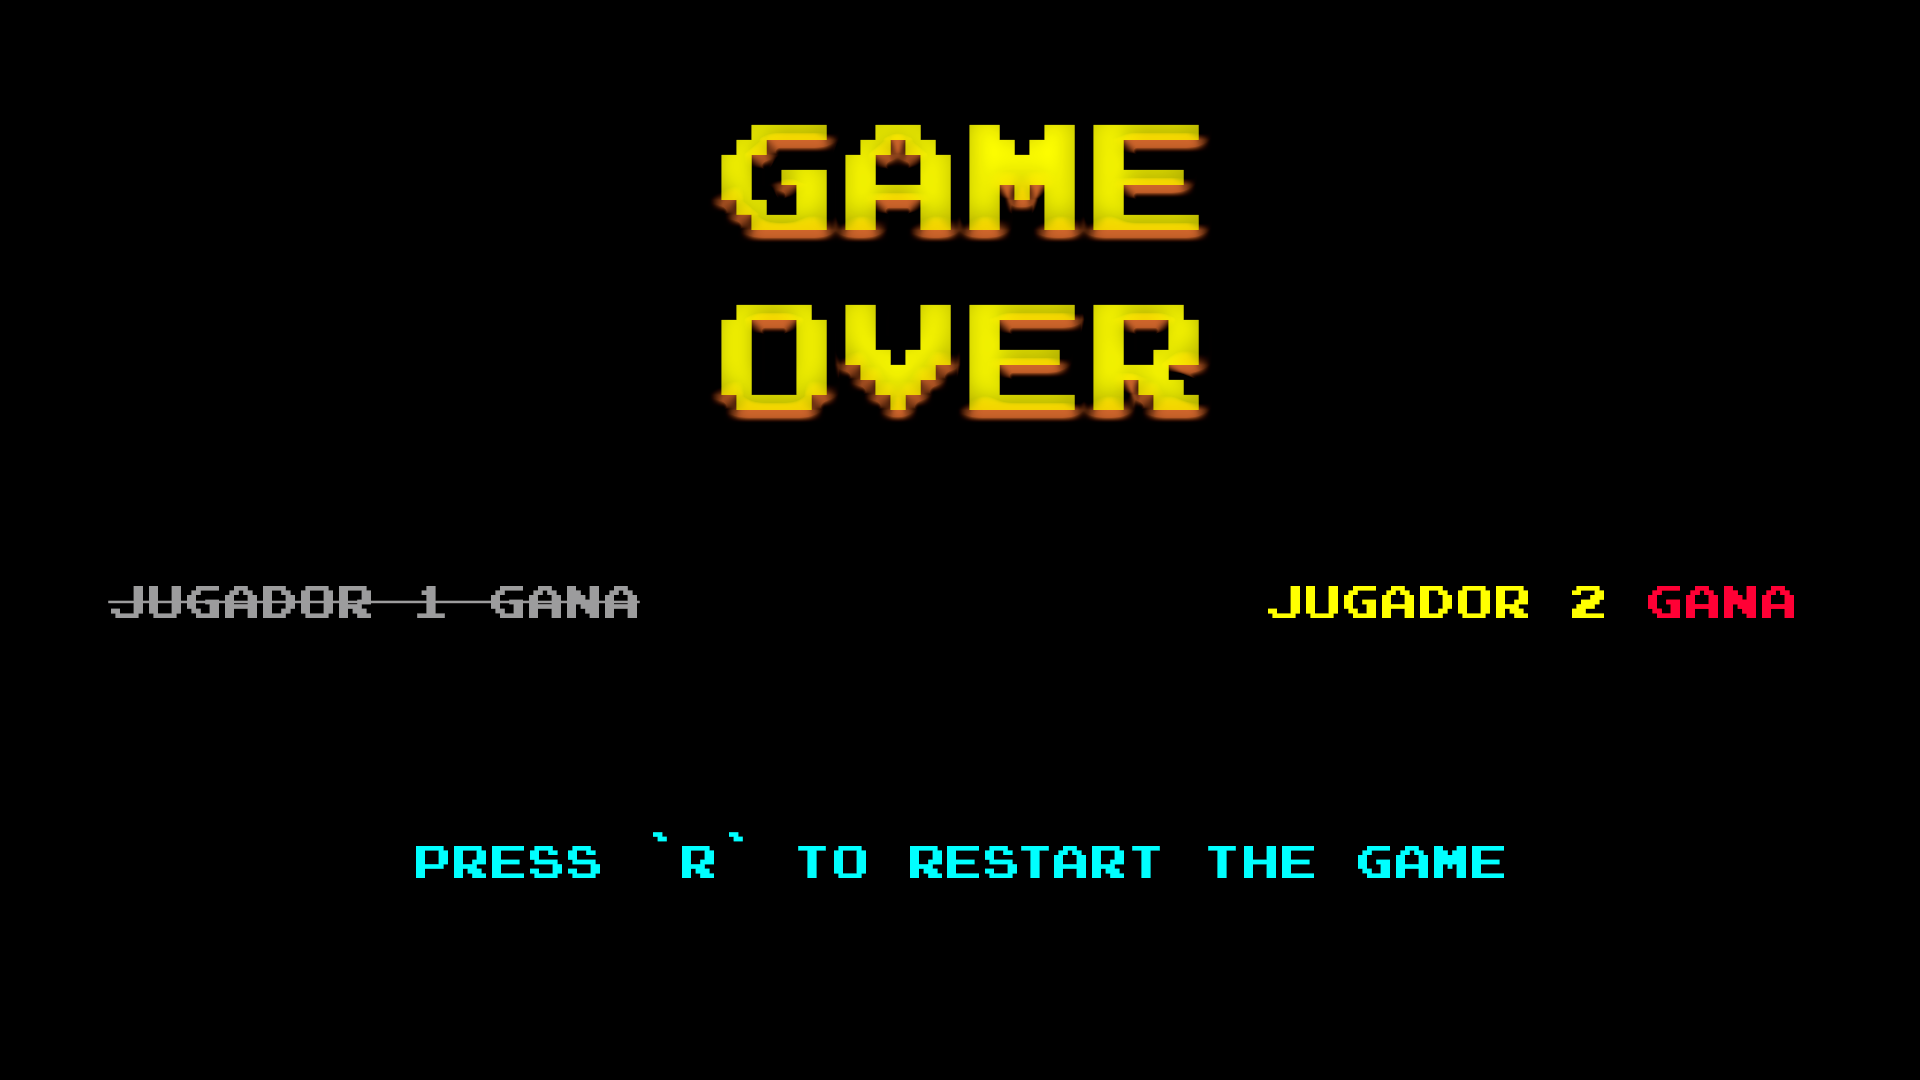 GAME
OVER
JUGADOR 1 GANA
JUGADOR 2 GANA
PRESS `R` TO RESTART THE GAME